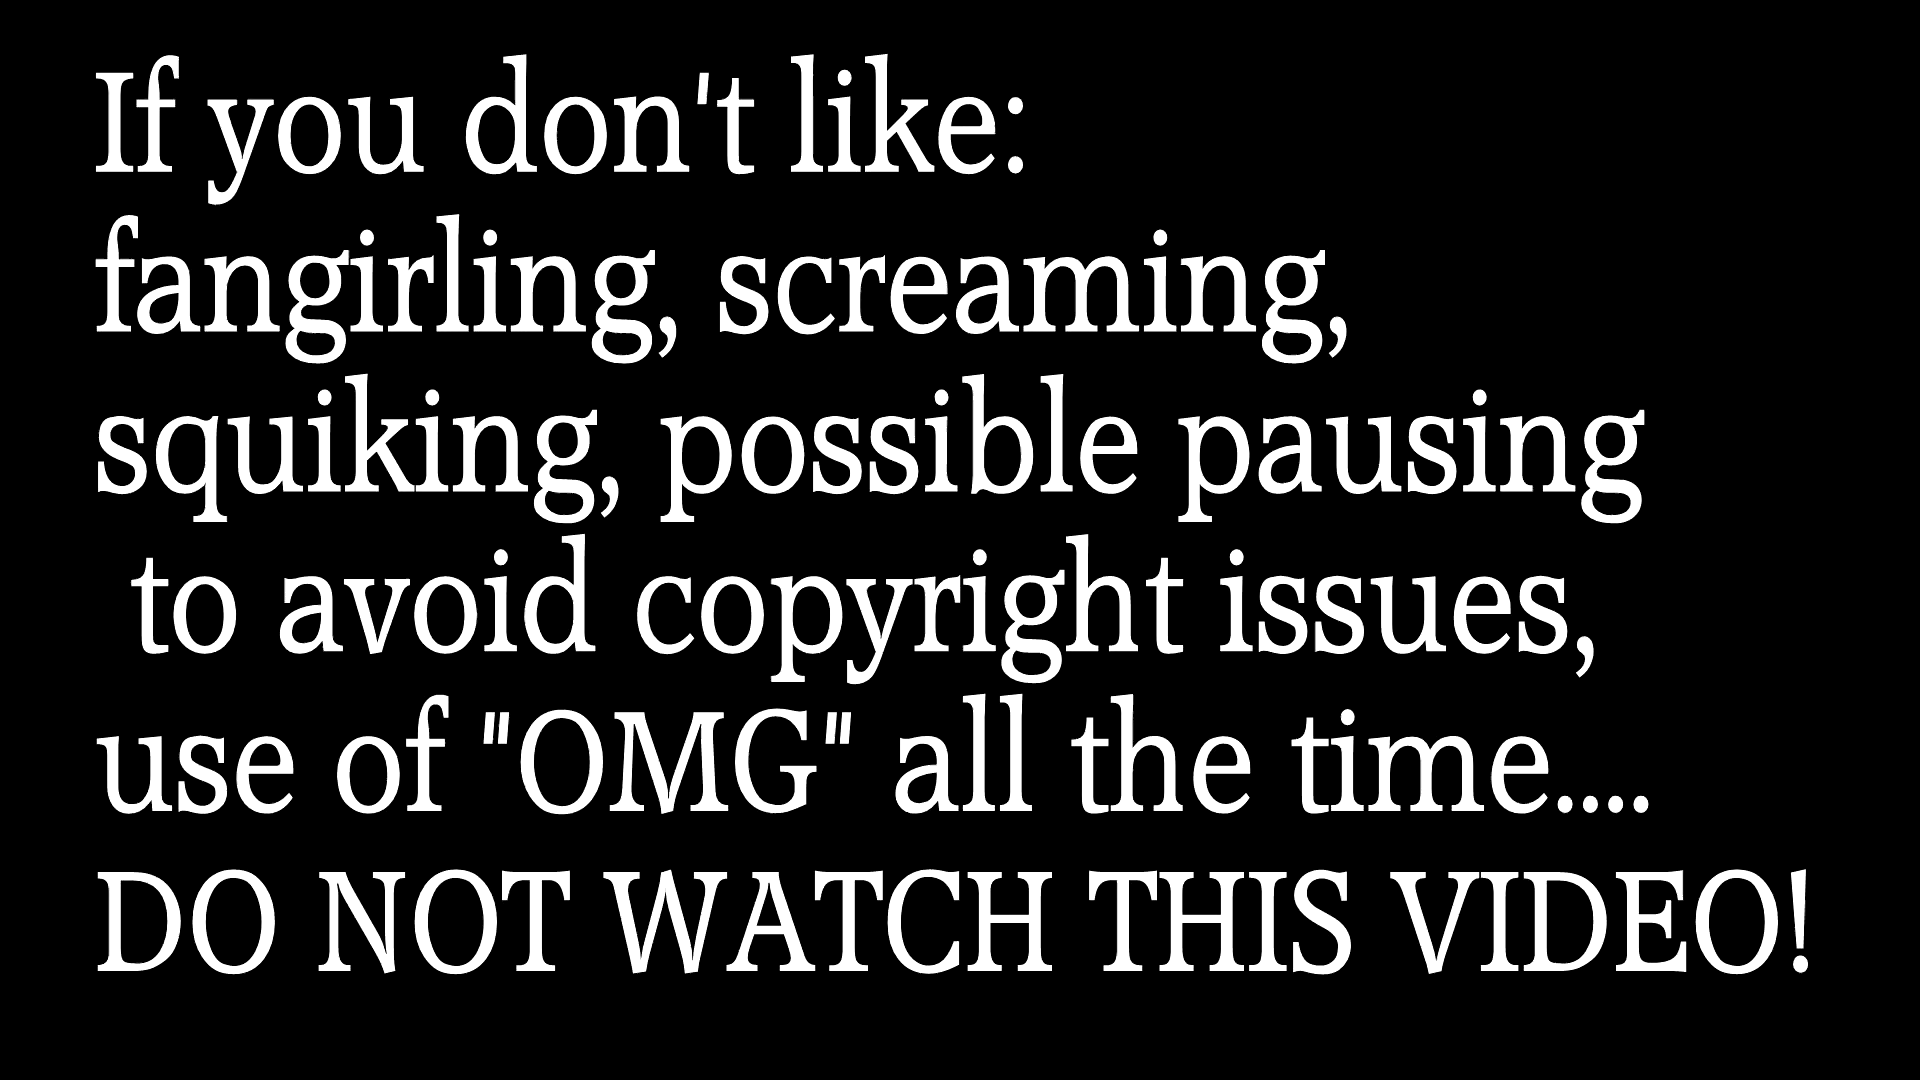 If you don't like:
fangirling, screaming,
squiking, possible pausing
to avoid copyright issues,
use of "OMG" all the time....
DO NOT WATCH THIS VIDEO!